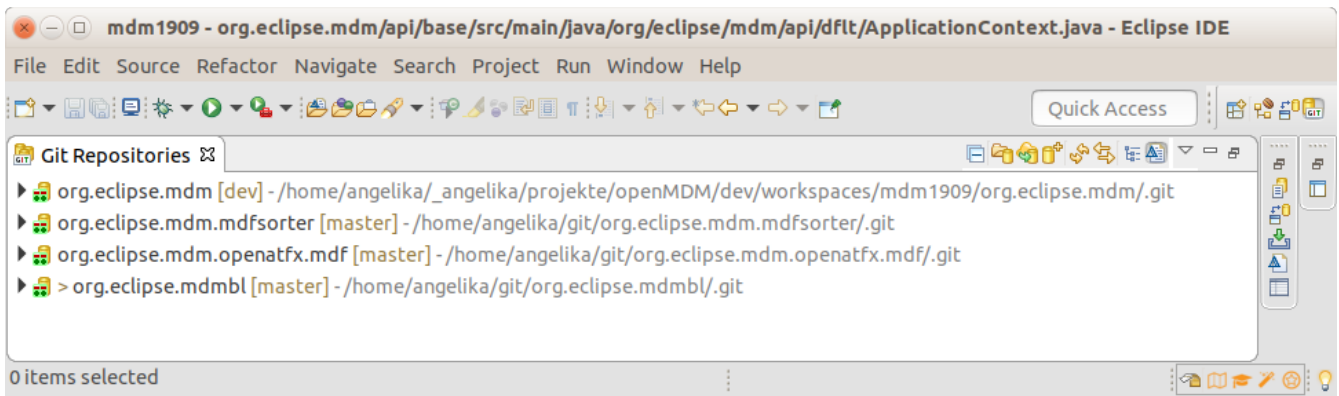 mdm1909 - org.eclipse.mdm/api/base/src/main/java/org/eclipse/mdm/api/dflt/ApplicationContext.java - Eclipse IDE
File Edit Source Refactor Navigate Search Project Run Window Help
Quick Access
Git Repositories
org.eclipse.mdm [dev] - /home/angelika/_angelika/projekte/openMDM/dev/workspaces/mdm1909/org.eclipse.mdm/.git
org.eclipse.mdm.mdfsorter [master] - /home/angelika/git/org.eclipse.mdm.mdfsorter/.git
org.eclipse.mdm.openatfx.mdf [master] - /home/angelika/git/org.eclipse.mdm.openatfx.mdf/.git
> org.eclipse.mdmbl [master] - /home/angelika/git/org.eclipse.mdmbl/.git
0 items selected